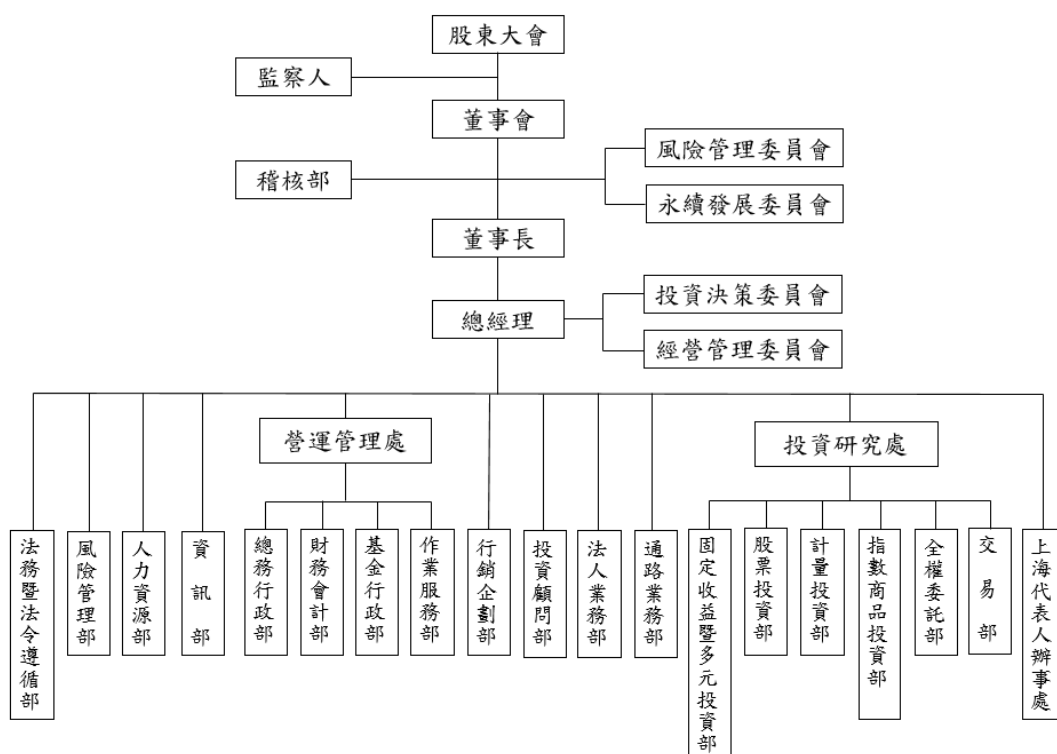 股東大會
監察人
董事會
風險管理委員會
稽核部
永續發展委員會
董事長
投資決策委員會
總經理
經營管理委員會
營運管理處
投資研究處
法務暨法令遵循部
風險管理部
人力資源部
資訊部
總務行政部
財務會計部
基金行政部
作業服務部
行銷企劃部
投資顧問部
法人業務部
通路業務部
固定收益暨多元投資部
股票投資部
計量投資部
指數商品投資部
全權委託部
交易部
上海代表人辦事處